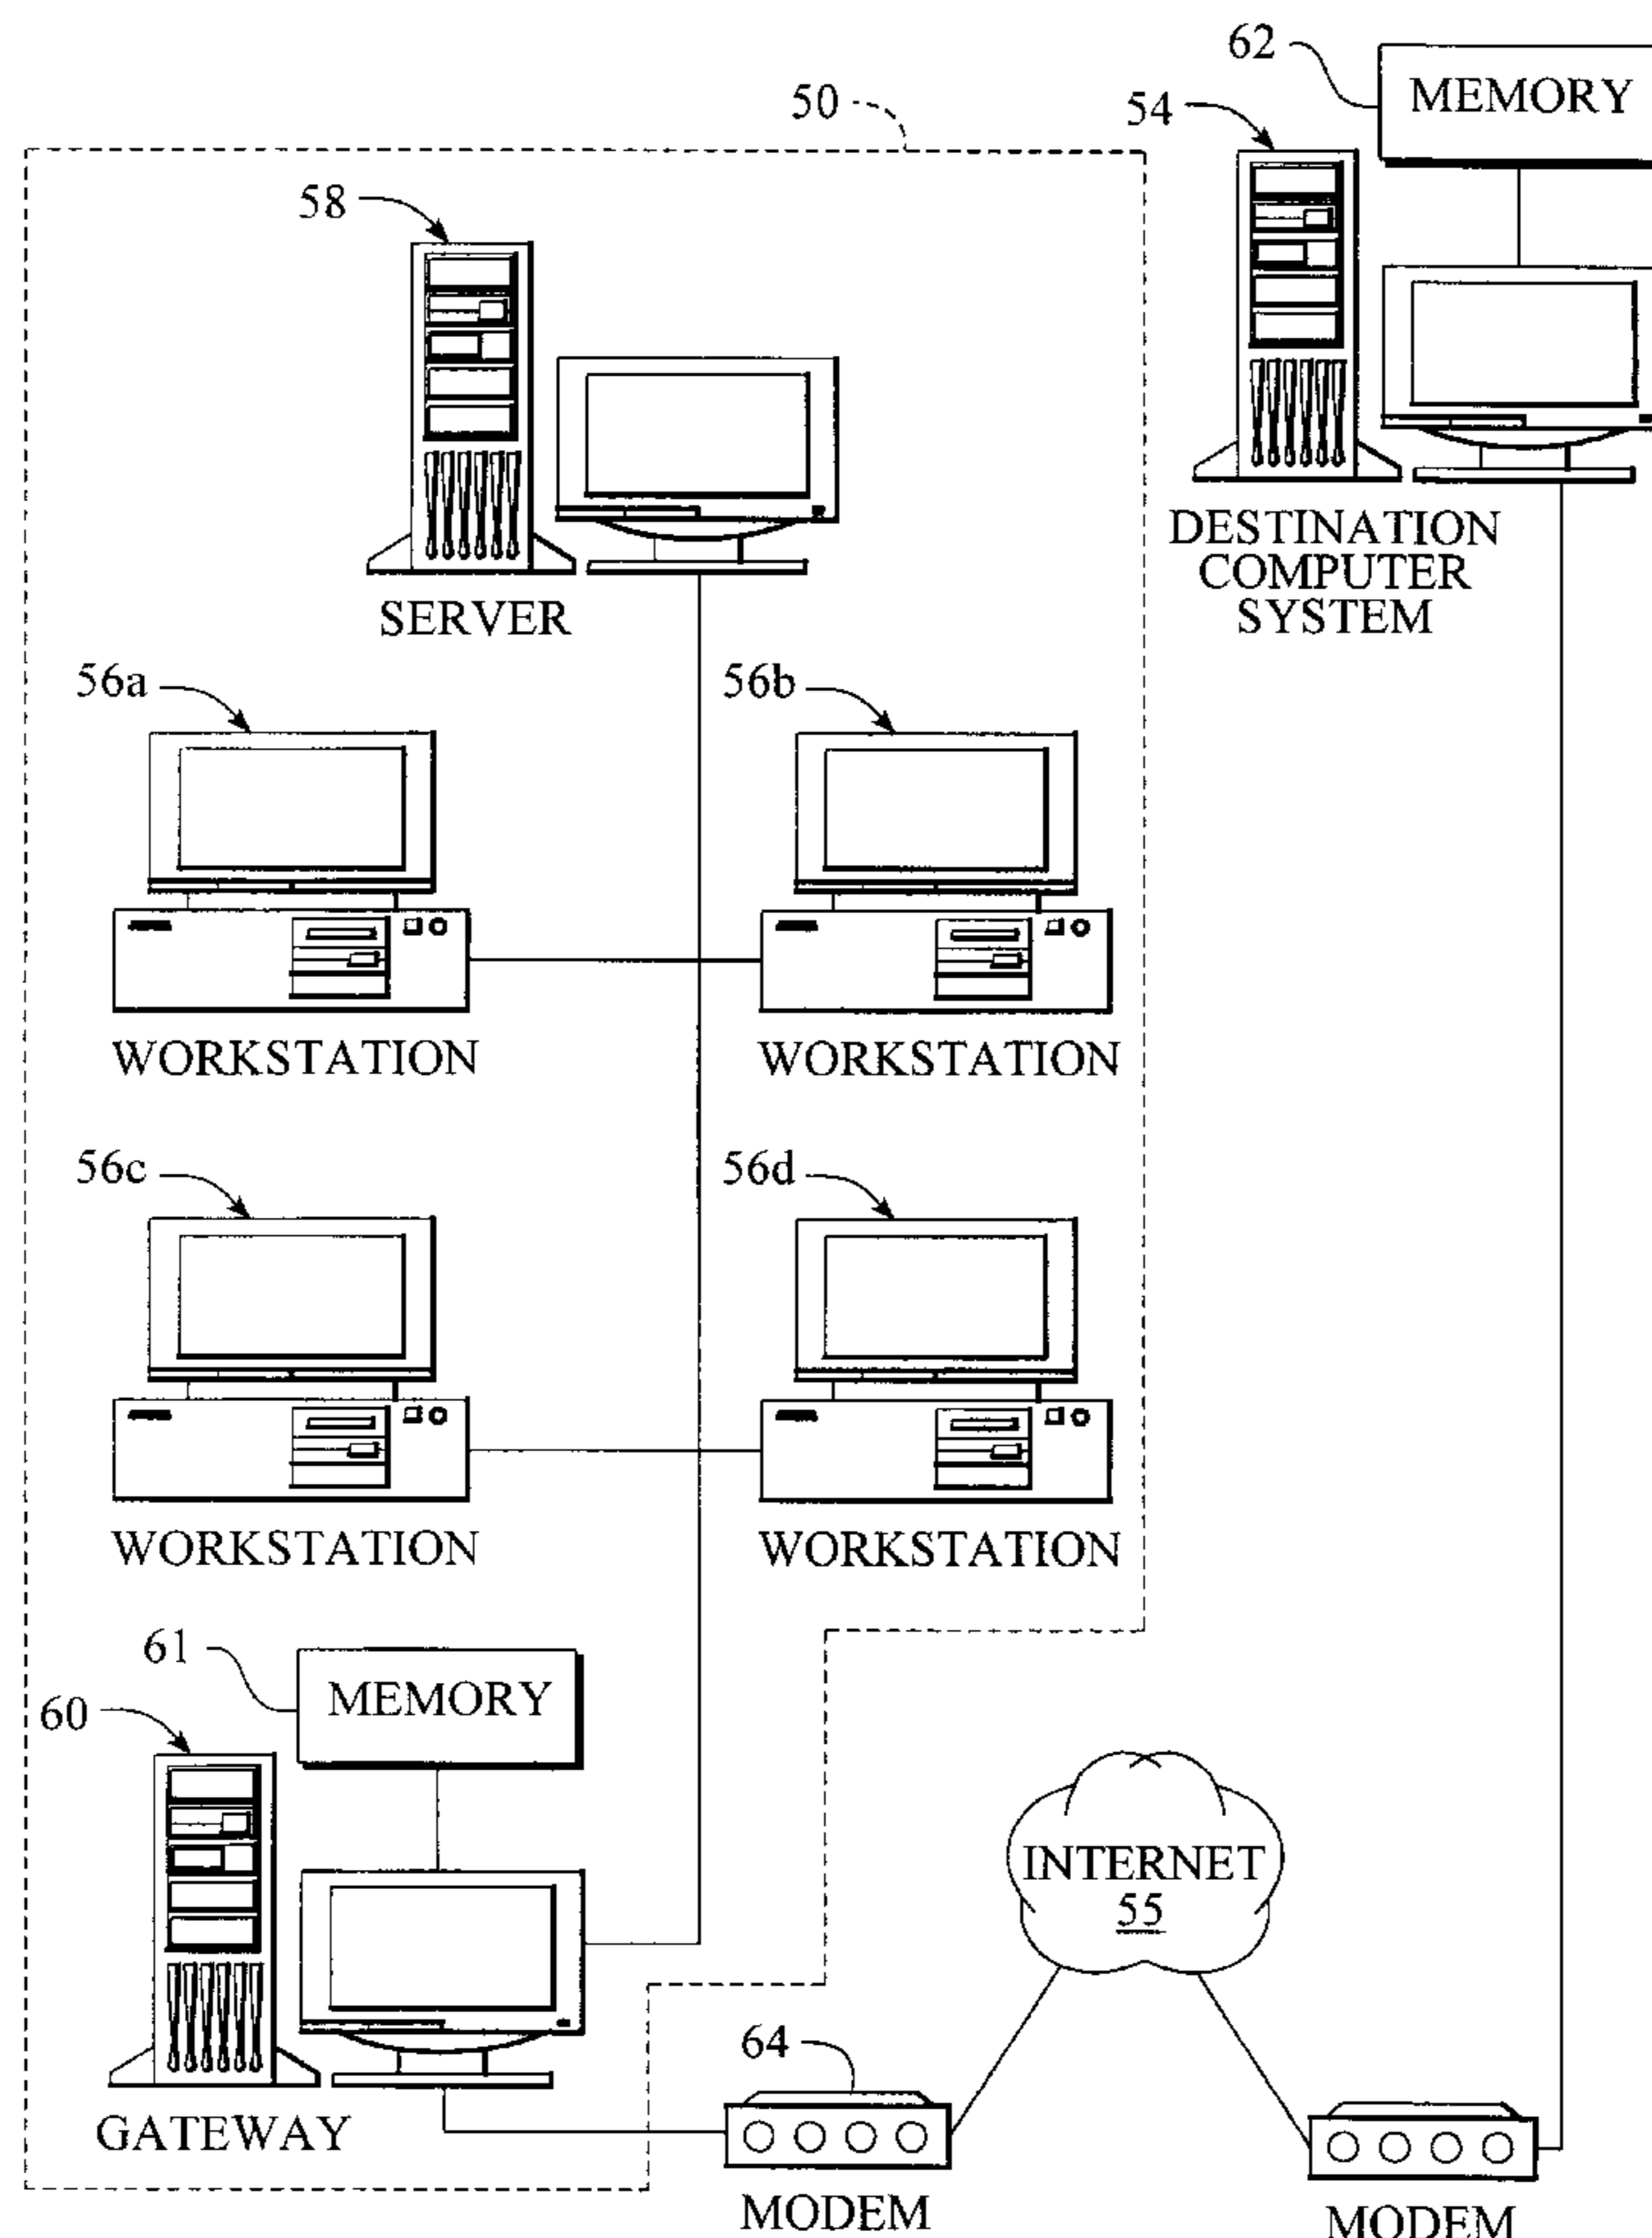 62
MEMORY
50
54
58
DESTINATION
COMPUTER
SYSTEM
SERVER
56a
56b
WORKSTATION
WORKSTATION
56c
56d
WORKSTATION
WORKSTATION
61
MEMORY
60
INTERNET
55
64
GATEWAY
MODEM
MODEM